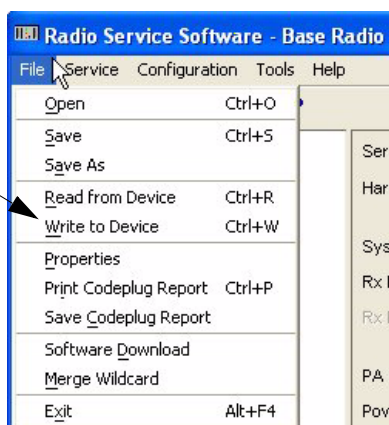 Radio Service Software - Base Radio
File Service Configuration Tools Help
Open Ctrl+O
Save Ctrl+S
Save As
Read from Device Ctrl+R
Write to Device Ctrl+W
Properties
Print Codeplug Report Ctrl+P
Save Codeplug Report
Software Download
Merge Wildcard
Exit Alt+F4
Ser
Har
Sys
Rx
Rx
PA
Pov